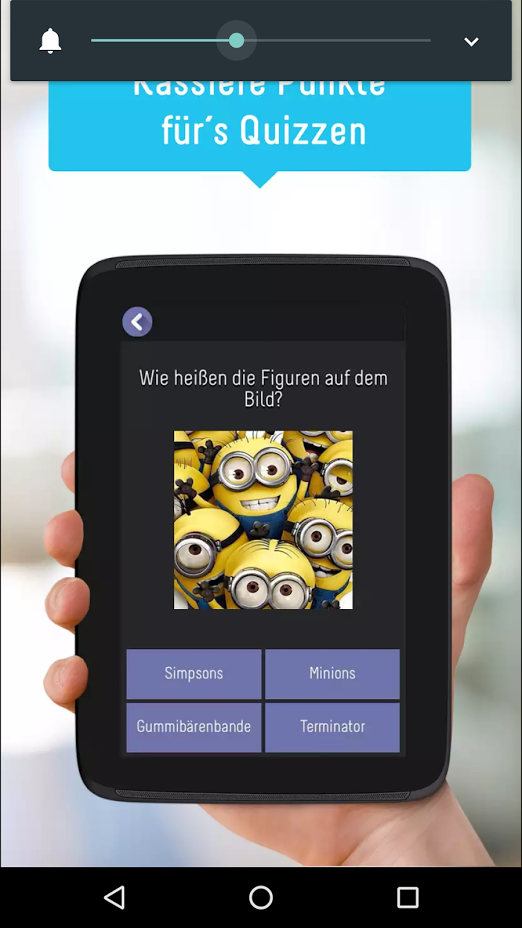 Kassiere Punkte
für´s Quizzen
Wie heißen die Figuren auf dem
Bild?
Simpsons
Minions
Gummibärenbande
Terminator